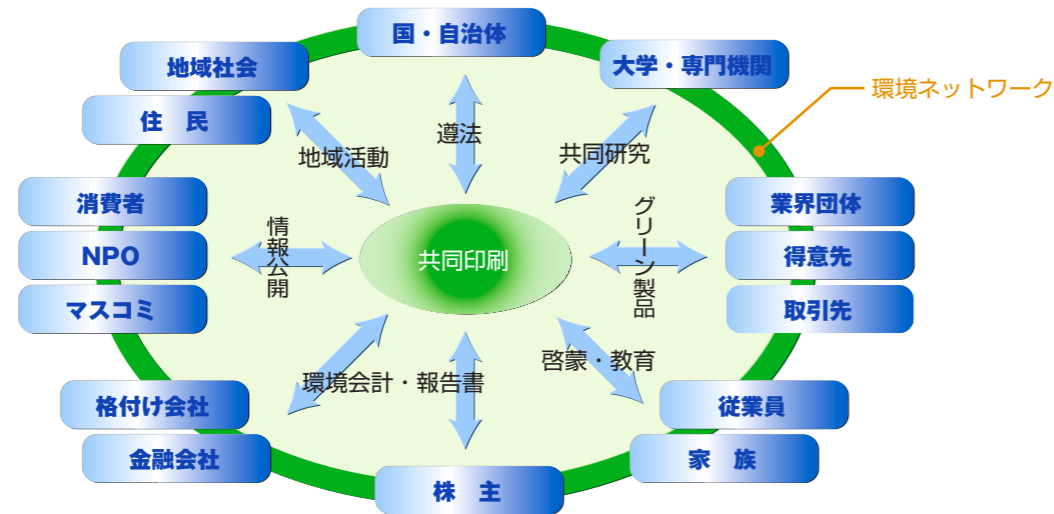 国・自治体
地域社会
大学・専門機関
環境ネットワーク
住　民
遵法
地域活動
共同研究
消費者
業界団体
情報公開
グリーン製品
NPO
共同印刷
得意先
マスコミ
取引先
啓蒙・教育
環境会計・報告書
格付け会社
従業員
金融会社
家　族
株　主